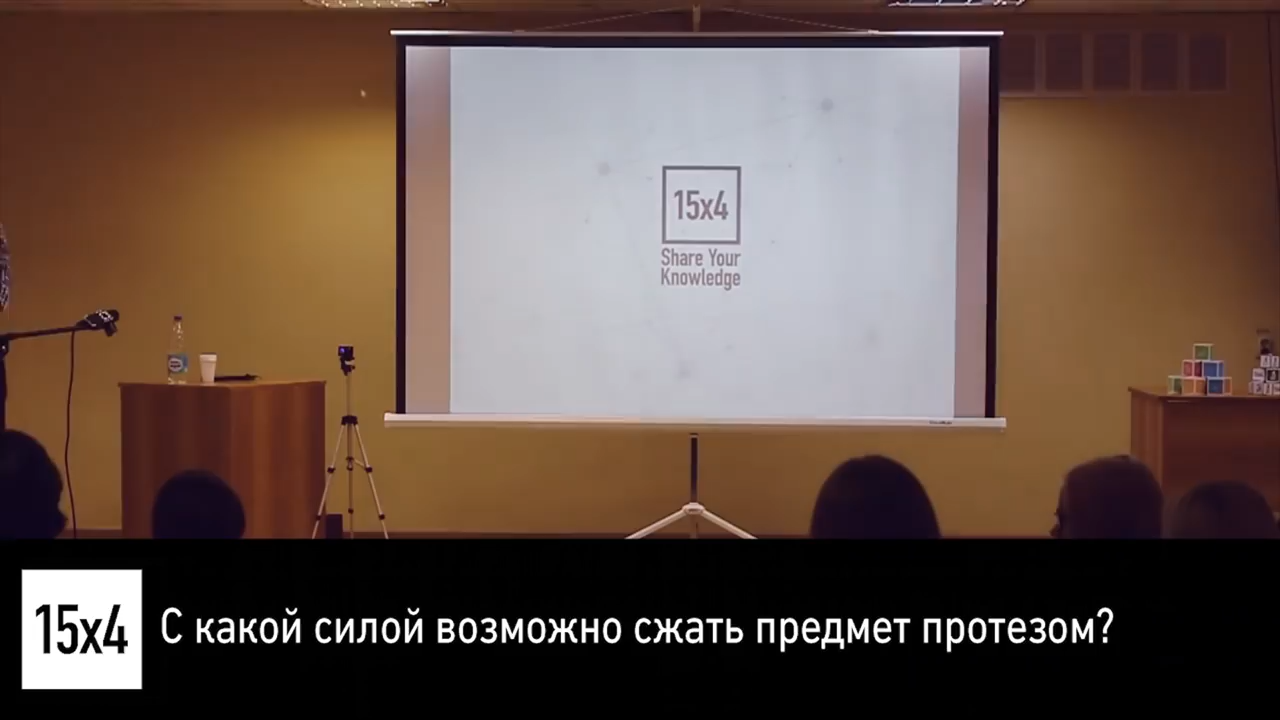 15x4
Share Your
Knowledge
15x4
С какой силой возможно сжать предмет протезом?